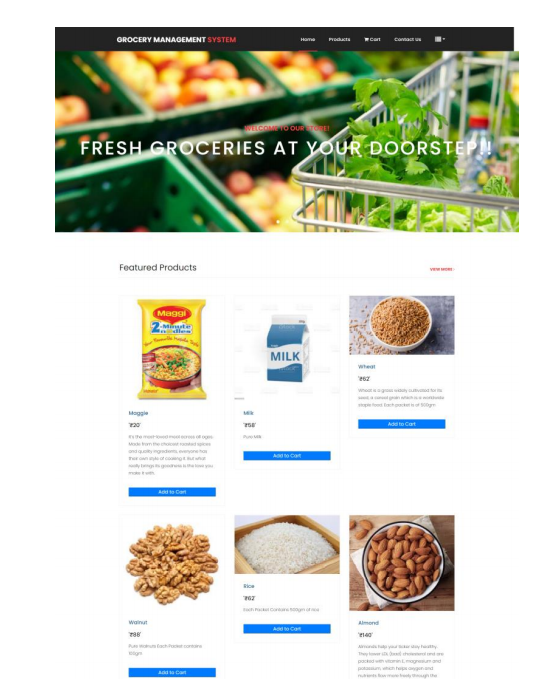 GROCERY MANAGEMENT SYSTEM
Home Products Cart Contact Us
WELCOME TO OUR STORE!
FRESH GROCERIES AT YOUR DOORSTEP!!
Featured Products
VIEW MORE
Maggi
2-Minute
noodles
MILK
Maggie
'₹20'
It's the most loved meal across all ages.
Made from the choicest roasted spices
and quality ingredients, everyone has
their own style of cooking it. But what
really brings its goodness is the love you
make it with.
Add to Cart
Milk
'₹58'
Pure Milk
Add to Cart
Wheat
'₹62'
Wheat is a grass widely cultivated for its
seed, a cereal grain which is a worldwide
staple food. Each packet is of 500gm
Add to Cart
Walnut
'₹88'
Pure Walnuts Each Packet contains
500gm
Add to Cart
Rice
'₹62'
Each Packet Contains 500gm of rice
Add to Cart
Almond
'₹140'
Almonds help your baker stay healthy.
They lower LDL (bad) cholesterol and are
packed with vitamin E, magnesium and
potassium, which helps oxygen and
nutrients flow more freely through the